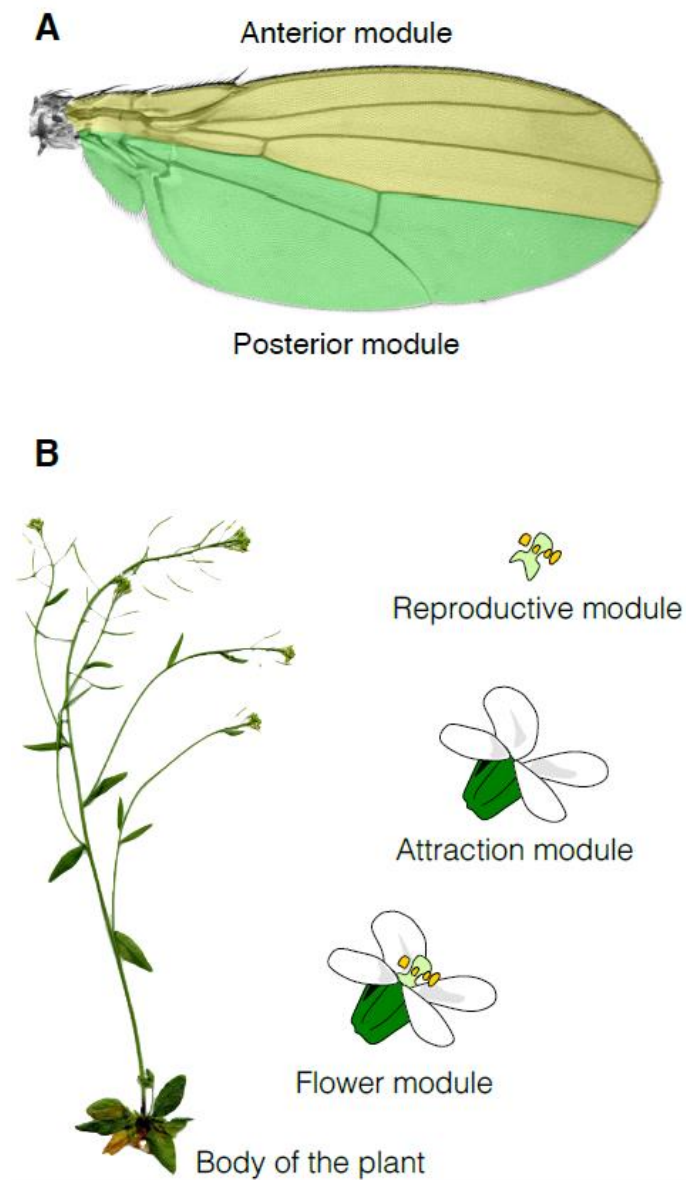 A
Anterior module
Posterior module
B
Reproductive module
Attraction module
Flower module
Body of the plant